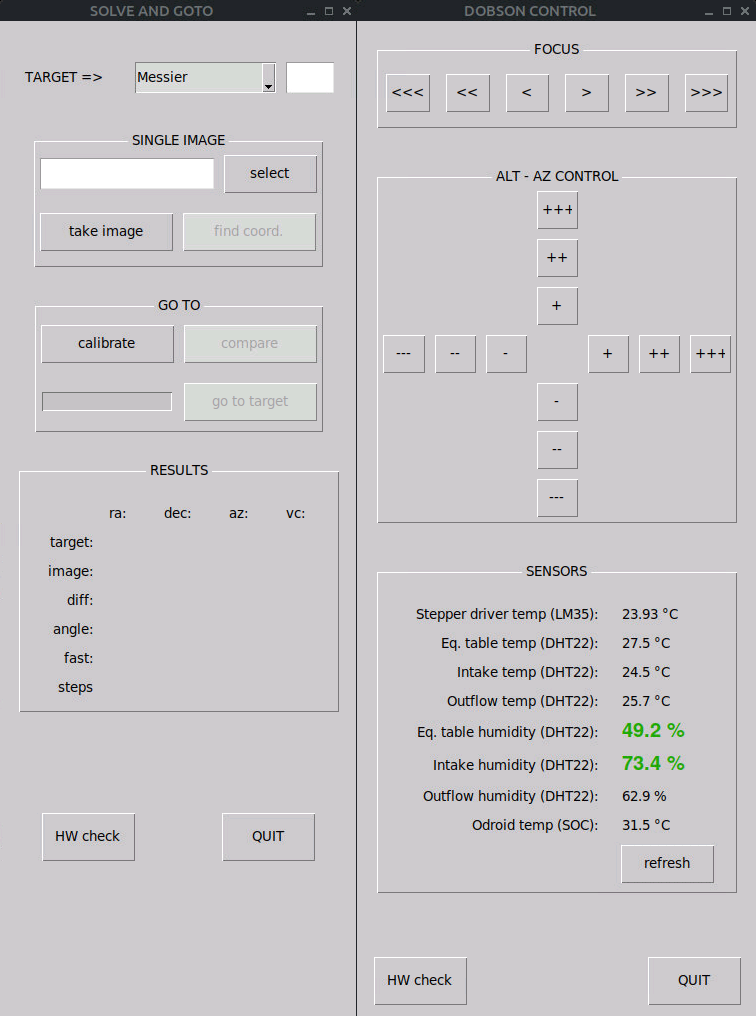 SOLVE AND GOTO
TARGET =>
Messier
SINGLE IMAGE
select
take image
find coord.
GO TO
calibrate
compare
go to target
RESULTS
ra: dec: az: vc:
target:
image:
diff:
angle:
fast:
steps
HW check
QUIT
DOBSON CONTROL
FOCUS
<<< << < > >> >>>
ALT - AZ CONTROL
+++
++
+
--- -- - + ++ +++
-
--
---
SENSORS
Stepper driver temp (LM35): 23.93 °C
Eq. table temp (DHT22): 27.5 °C
Intake temp (DHT22): 24.5 °C
Outflow temp (DHT22): 25.7 °C
Eq. table humidity (DHT22): 49.2 %
Intake humidity (DHT22): 73.4 %
Outflow humidity (DHT22): 62.9 %
Odroid temp (SOC): 31.5 °C
refresh
HW check
QUIT